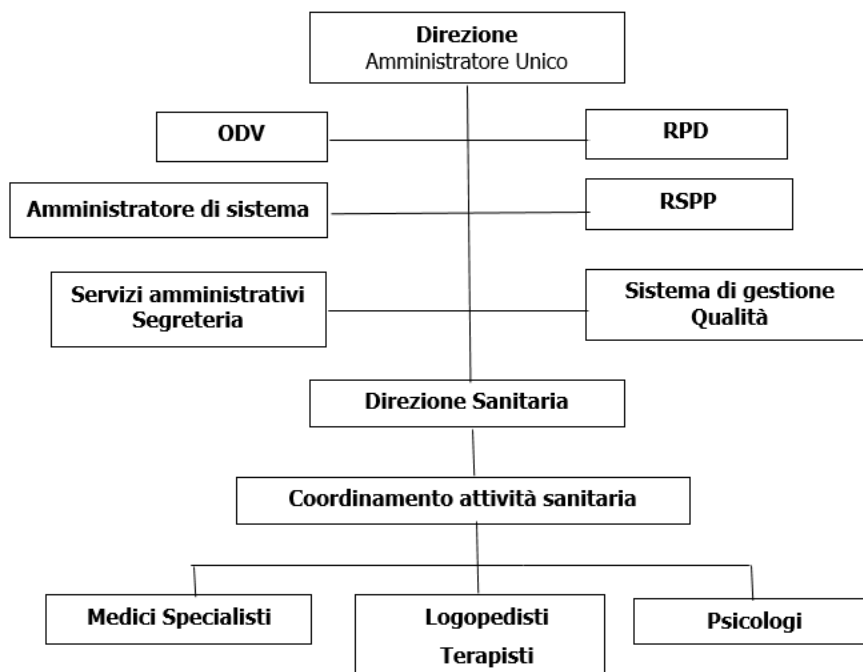 Direzione
Amministratore Unico
ODV
RPD
Amministratore di sistema
RSPP
Servizi amministrativi
Segreteria
Sistema di gestione
Qualità
Direzione Sanitaria
Coordinamento attività sanitaria
Medici Specialisti
Logopedisti
Terapisti
Psicologi